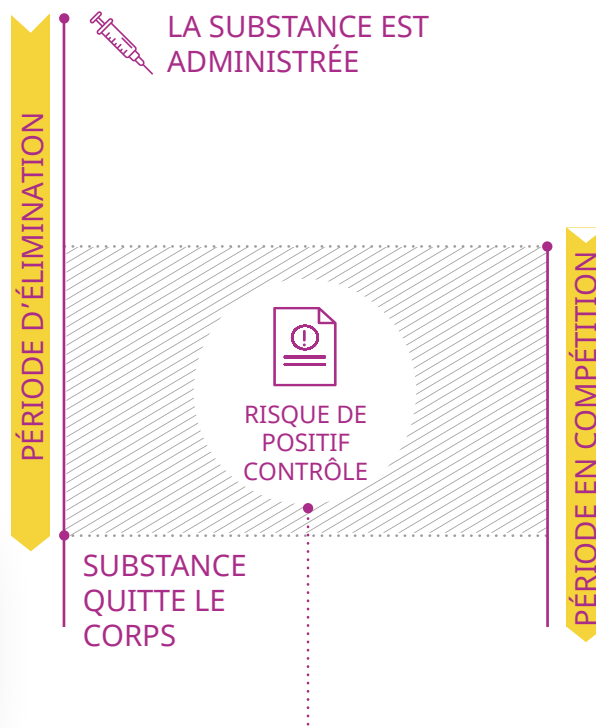 LA SUBSTANCE EST
ADMINISTRÉE
PÉRIODE D'ÉLIMINATION
PÉRIODE EN COMPÉTITION
RISQUE DE
POSITIF
CONTRÔLE
SUBSTANCE
QUITTE LE
CORPS